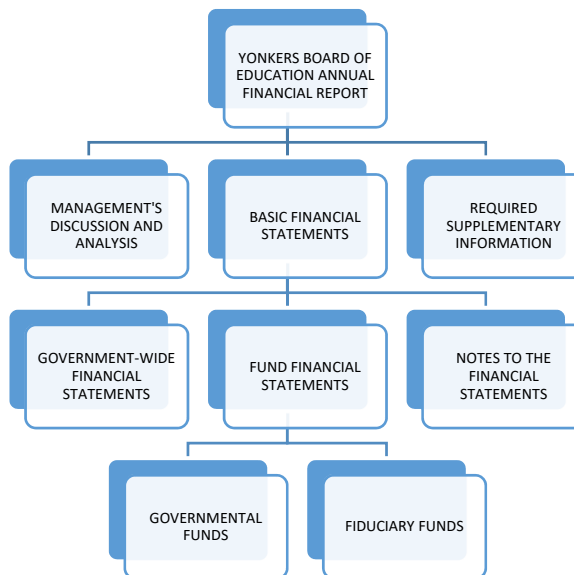 YONKERS BOARD OF
EDUCATION ANNUAL
FINANCIAL REPORT
MANAGEMENT'S
DISCUSSION AND
ANALYSIS
BASIC FINANCIAL
STATEMENTS
REQUIRED
SUPPLEMENTARY
INFORMATION
GOVERNMENT-WIDE
FINANCIAL
STATEMENTS
FUND FINANCIAL
STATEMENTS
NOTES TO THE
FINANCIAL
STATEMENTS
GOVERNMENTAL
FUNDS
FIDUCIARY FUNDS